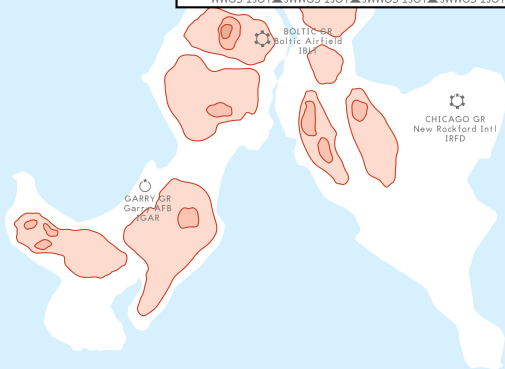 BOLTIC GR
Boltic Airfield
IBLT
CHICAGO GR
New Rockford Intl
IRFD
GARRY GR
Garry AFB
IGAR